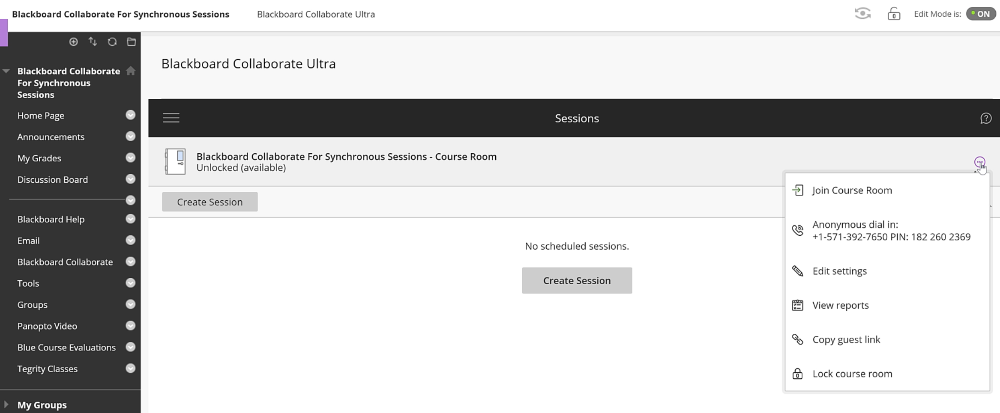 Blackboard Collaborate For Synchronous Sessions
Blackboard Collaborate Ultra
Edit Mode is:
ON
Blackboard Collaborate
For Synchronous
Sessions
Home Page
Announcements
My Grades
Discussion Board
Blackboard Help
Email
Blackboard Collaborate
Tools
Groups
Panopto Video
Blue Course Evaluations
Tegrity Classes
My Groups
Blackboard Collaborate Ultra
Sessions
Blackboard Collaborate For Synchronous Sessions - Course Room
Unlocked (available)
Create Session
No scheduled sessions.
Create Session
Join Course Room
Anonymous dial in:
+1-571-392-7650 PIN: 182 260 2369
Edit settings
View reports
Copy guest link
Lock course room